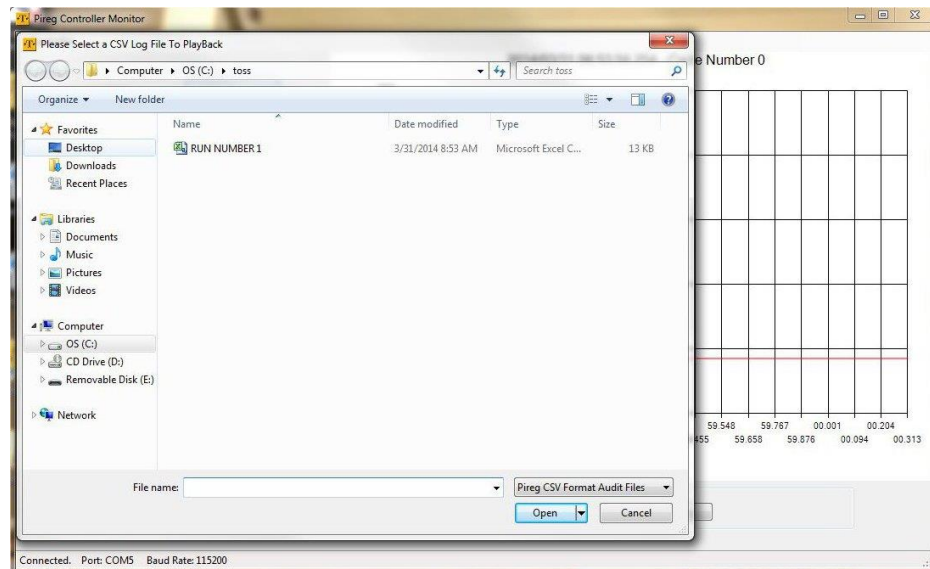 Pireg Controller Monitor
Please Select a CSV Log File To PlayBack
Computer OS (C:) toss
Search toss
e Number 0
Organize New folder
Name Date modified Type Size
RUN NUMBER 1 3/31/2014 8:53 AM Microsoft Excel C... 13 KB
Favorites
Desktop
Downloads
Recent Places
Libraries
Documents
Music
Pictures
Videos
Computer
OS (C:)
CD Drive (D:)
Removable Disk (E:)
Network
59.548 59.767 00.001 00.204
455 59.658 59.876 00.094 00.313
File name: Pireg CSV Format Audit Files
Open Cancel
Connected. Port: COM5 Baud Rate: 115200